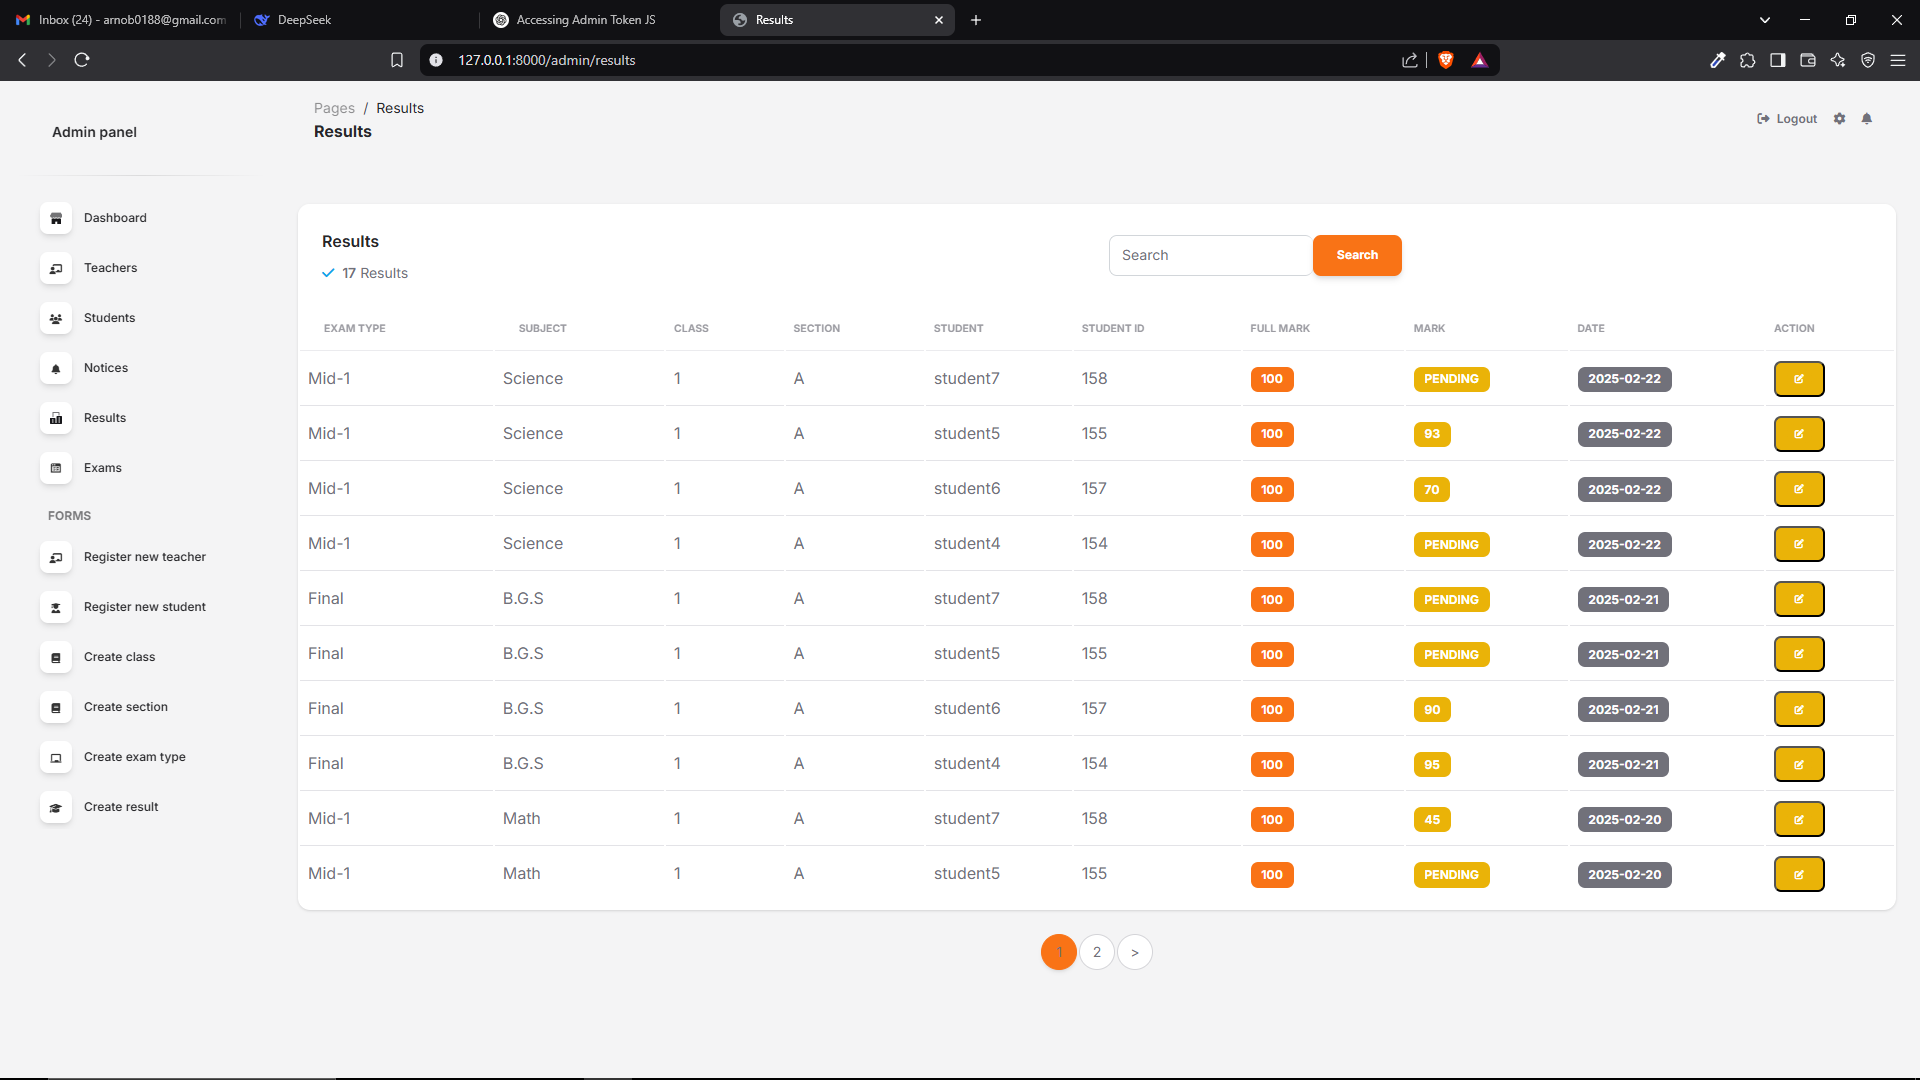 Inbox (24) - arnob0188@gmail.com
DeepSeek
Accessing Admin Token JS
Results
127.0.0.1:8000/admin/results
Admin panel
Pages / Results
Results
Logout
Dashboard
Teachers
Students
Notices
Results
Exams
FORMS
Register new teacher
Register new student
Create class
Create section
Create exam type
Create result
Results
17 Results
Search
Search
EXAM TYPE SUBJECT CLASS SECTION STUDENT STUDENT ID FULL MARK MARK DATE ACTION
Mid-1 Science 1 A student7 158 100 PENDING 2025-02-22
Mid-1 Science 1 A student5 155 100 93 2025-02-22
Mid-1 Science 1 A student6 157 100 70 2025-02-22
Mid-1 Science 1 A student4 154 100 PENDING 2025-02-22
Final B.G.S 1 A student7 158 100 PENDING 2025-02-21
Final B.G.S 1 A student5 155 100 PENDING 2025-02-21
Final B.G.S 1 A student6 157 100 90 2025-02-21
Final B.G.S 1 A student4 154 100 95 2025-02-21
Mid-1 Math 1 A student7 158 100 45 2025-02-20
Mid-1 Math 1 A student5 155 100 PENDING 2025-02-20
1 2 >